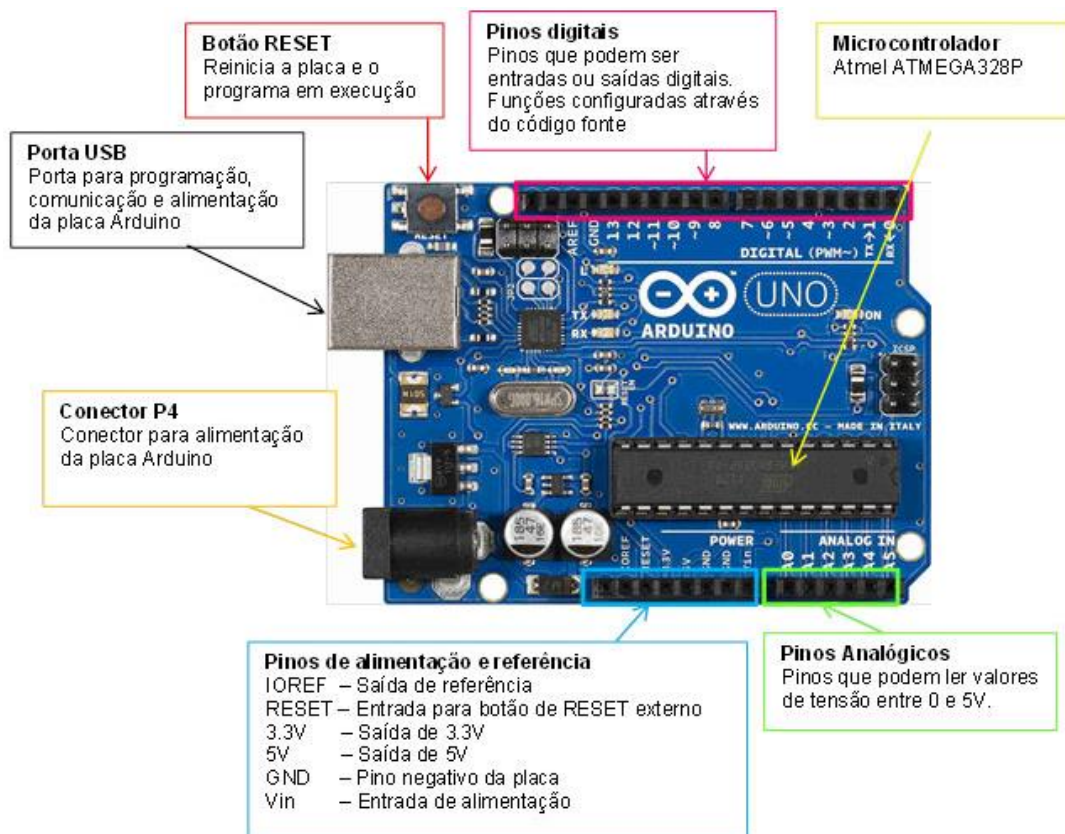 Botão RESET
Reinicia a placa e o
programa em execução
Pinos digitais
Pinos que podem ser
entradas ou saídas digitais.
Funções configuradas através
do código fonte
Microcontrolador
Atmel ATMEGA328P
Porta USB
Porta para programação,
comunicação e alimentação
da placa Arduino
Conector P4
Conector para alimentação
da placa Arduino
RESET
AREF
GND
13
12
~11
~10
~9
8
7
~6
~5
4
~3
2
TX→1
RX←0
DIGITAL (PWM~)
L
TX
RX
ARDUINO
UNO
ON
ICSP
RESET
EN
WWW.ARDUINO.CC - MADE IN ITALY
POWER
ANALOG IN
IOREF
RESET
3.3V
5V
GND
GND
Vin
A0
A1
A2
A3
A4
A5
Pinos de alimentação e referência
IOREF – Saída de referência
RESET – Entrada para botão de RESET externo
3.3V – Saída de 3.3V
5V – Saída de 5V
GND – Pino negativo da placa
Vin – Entrada de alimentação
Pinos Analógicos
Pinos que podem ler valores
de tensão entre 0 e 5V.